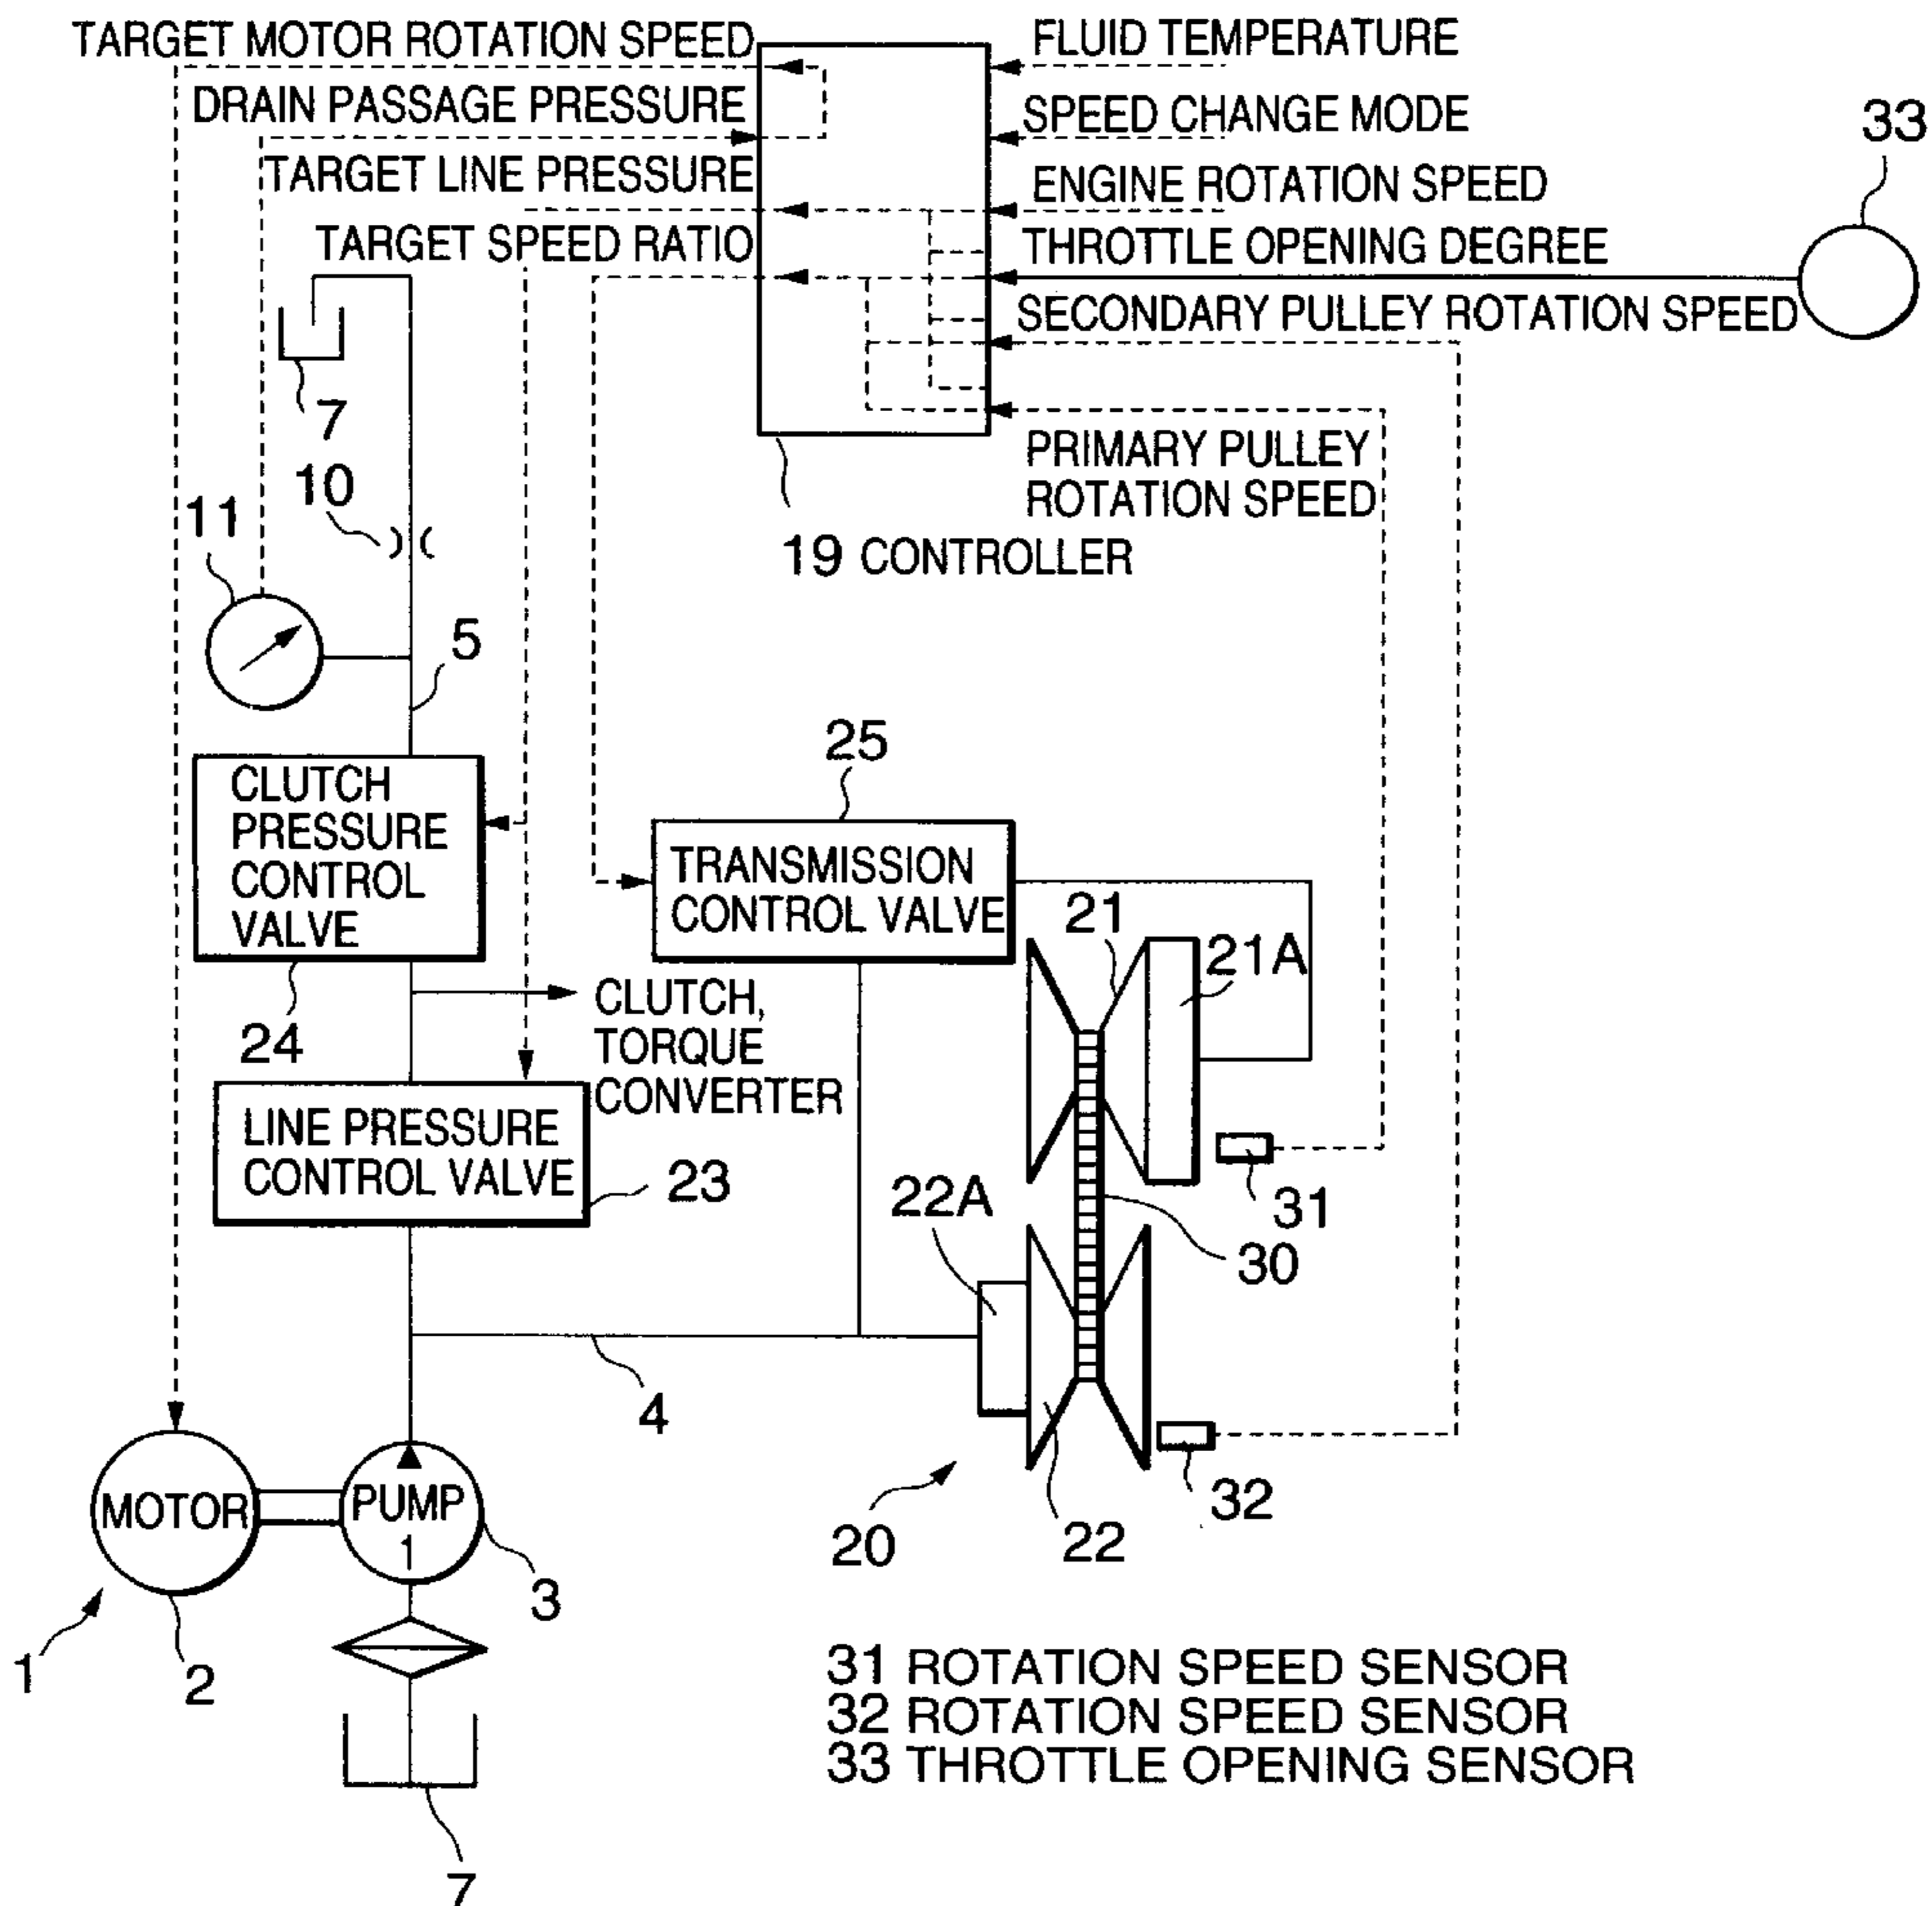 TARGET MOTOR ROTATION SPEED
FLUID TEMPERATURE
DRAIN PASSAGE PRESSURE
SPEED CHANGE MODE
33
TARGET LINE PRESSURE
ENGINE ROTATION SPEED
TARGET SPEED RATIO
THROTTLE OPENING DEGREE
SECONDARY PULLEY ROTATION SPEED
7
PRIMARY PULLEY
ROTATION SPEED
10
11
19 CONTROLLER
5
25
CLUTCH
PRESSURE
CONTROL
VALVE
TRANSMISSION
CONTROL VALVE
21
21A
24
CLUTCH,
TORQUE
CONVERTER
LINE PRESSURE
CONTROL VALVE
23
22A
31
30
4
MOTOR
PUMP
1
20
22
32
3
1
2
31 ROTATION SPEED SENSOR
32 ROTATION SPEED SENSOR
33 THROTTLE OPENING SENSOR
7